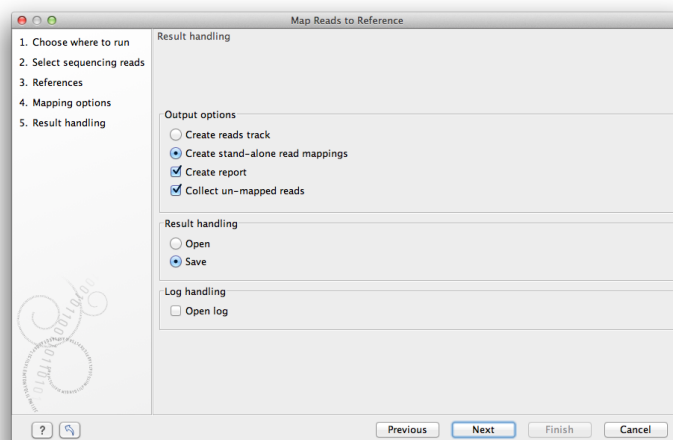 Map Reads to Reference
1. Choose where to run
2. Select sequencing reads
3. References
4. Mapping options
5. Result handling
Result handling
Output options
Create reads track
Create stand-alone read mappings
Create report
Collect un-mapped reads
Result handling
Open
Save
Log handling
Open log
?
Previous
Next
Finish
Cancel